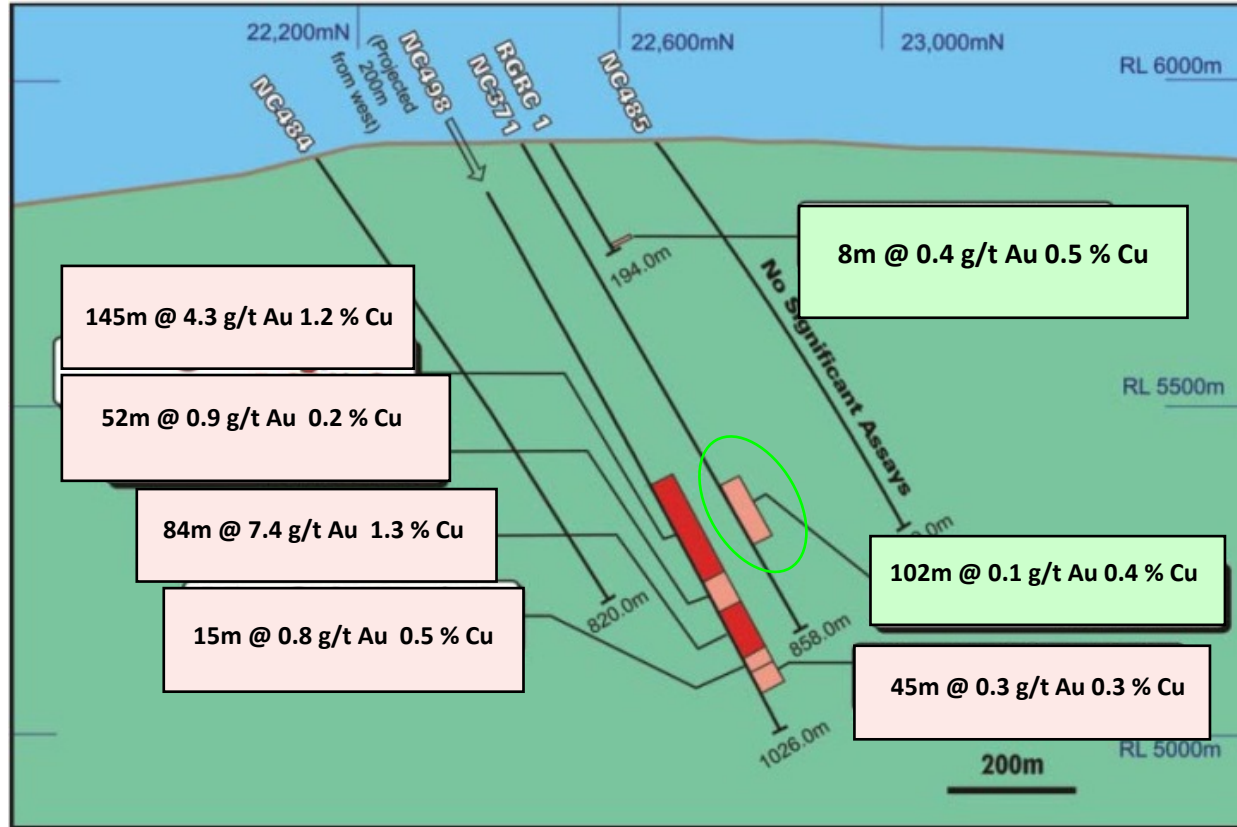 22,200mN
22,600mN
23,000mN
RL 6000m
(Projected
200m
from west)
NC498
NC371
RGRC 1
NC485
NC484
8m @ 0.4 g/t Au 0.5 % Cu
194.0m
No Significant Assays
145m @ 4.3 g/t Au 1.2 % Cu
RL 5500m
52m @ 0.9 g/t Au 0.2 % Cu
84m @ 7.4 g/t Au 1.3 % Cu
102m @ 0.1 g/t Au 0.4 % Cu
15m @ 0.8 g/t Au 0.5 % Cu
820.0m
858.0m
45m @ 0.3 g/t Au 0.3 % Cu
1026.0m
RL 5000m
200m